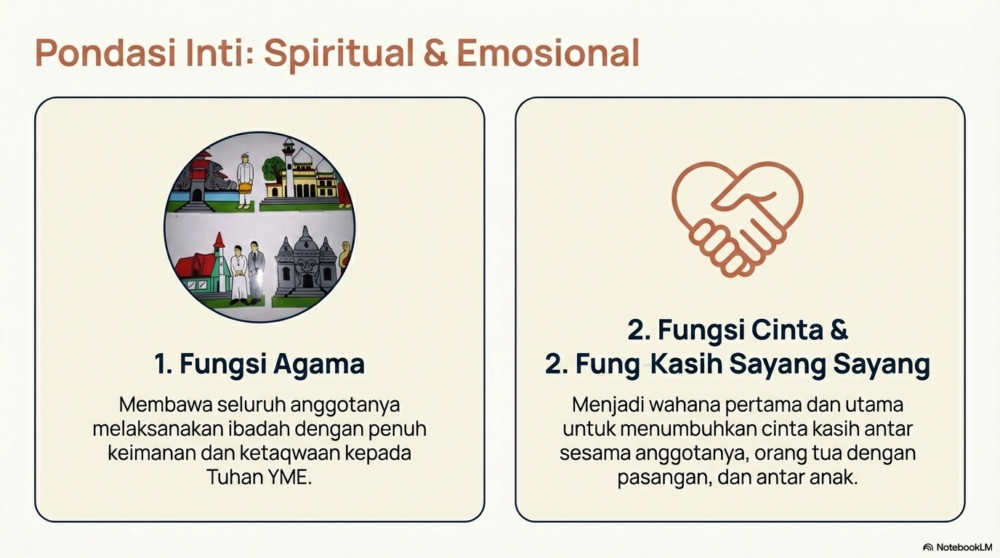 Pondasi Inti: Spiritual & Emosional
1. Fungsi Agama
Membawa seluruh anggotanya
melaksanakan ibadah dengan penuh
keimanan dan ketaqwaan kepada
Tuhan YME.
2. Fungsi Cinta &
2. Fung Kasih Sayang Sayang
Menjadi wahana pertama dan utama
untuk menumbuhkan cinta kasih antar
sesama anggotanya, orang tua dengan
pasangan, dan antar anak.
NotebookLM